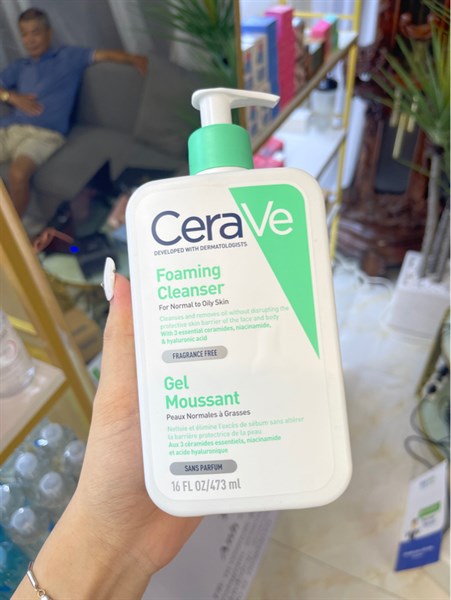 CeraVe
DEVELOPED WITH DERMATOLOGISTS
Foaming
Cleanser
For Normal to Oily Skin
Cleanses and removes oil without disrupting the
protective skin barrier of the face and body
With 3 essential ceramides, niacinamide,
& hyaluronic acid
FRAGRANCE FREE
Gel
Moussant
Peaux Normales à Grasses
Nettoie et élimine l'excès de sébum sans altérer
la barrière protectrice de la peau
Aux 3 céramides essentiels, niacinamide
et acide hyaluronique
SANS PARFUM
16 FL OZ/473 ml